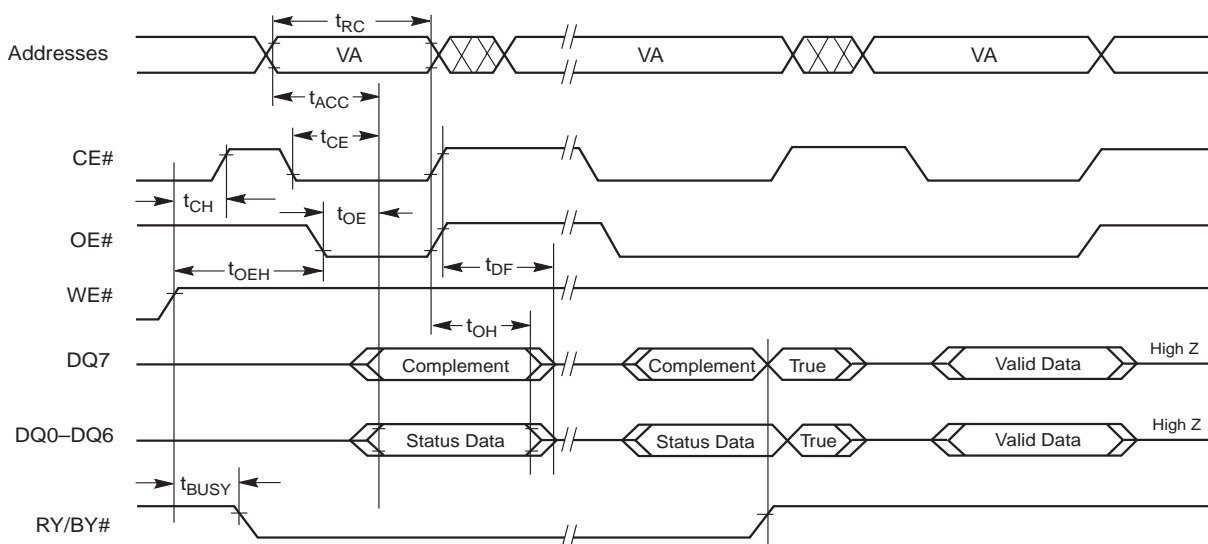 tRC
Addresses VA VA VA
tACC
tCE
CE#
tCH tOE
OE#
tOEH tDF
WE#
tOH
DQ7 Complement Complement True Valid Data High Z
DQ0–DQ6 Status Data Status Data True Valid Data High Z
tBUSY
RY/BY#